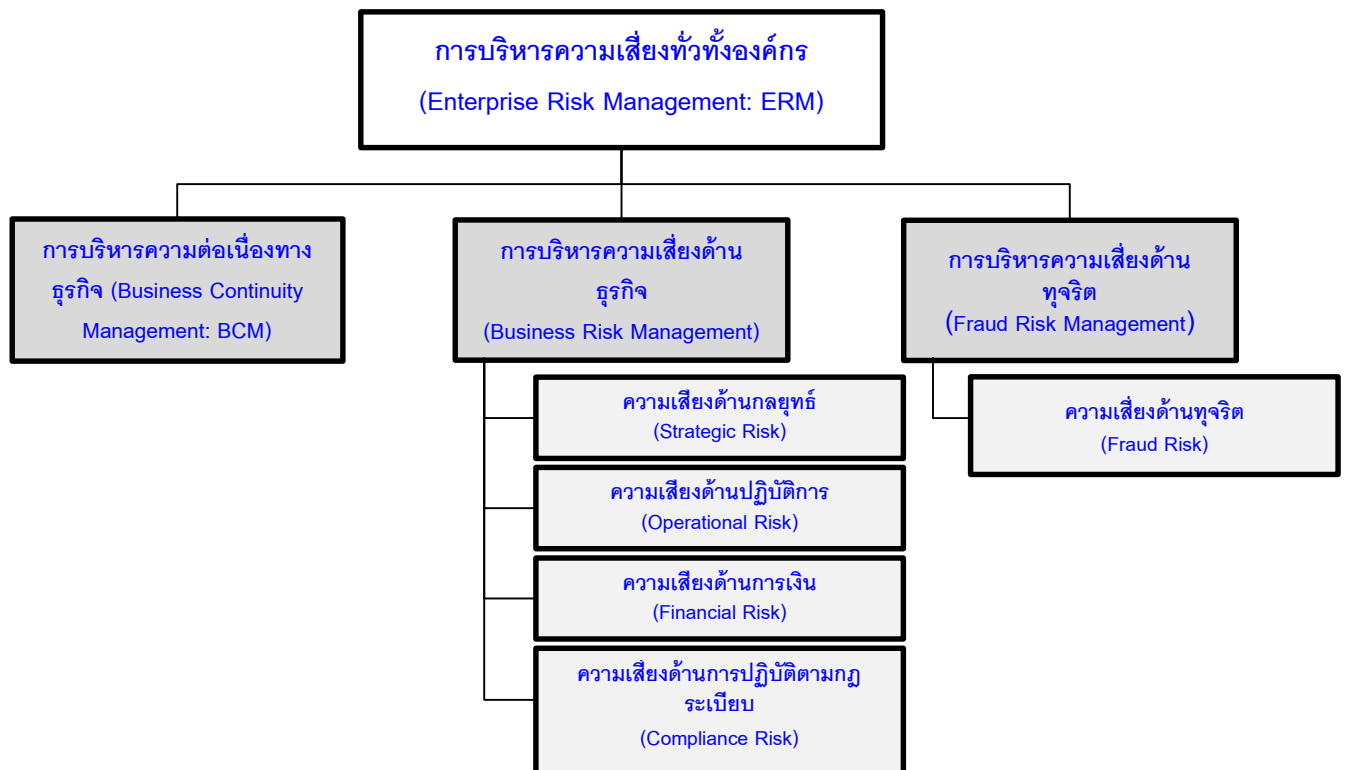 การบริหารความเสี่ยงทั่วทั้งองค์กร
(Enterprise Risk Management: ERM)
การบริหารความต่อเนื่องทาง
ธุรกิจ (Business Continuity
Management: BCM)
การบริหารความเสี่ยงด้าน
ธุรกิจ
(Business Risk Management)
การบริหารความเสี่ยงด้าน
ทุจริต
(Fraud Risk Management)
ความเสี่ยงด้านกลยุทธ์
(Strategic Risk)
ความเสี่ยงด้านปฏิบัติการ
(Operational Risk)
ความเสี่ยงด้านการเงิน
(Financial Risk)
ความเสี่ยงด้านการปฏิบัติตามกฎ
ระเบียบ
(Compliance Risk)
ความเสี่ยงด้านทุจริต
(Fraud Risk)